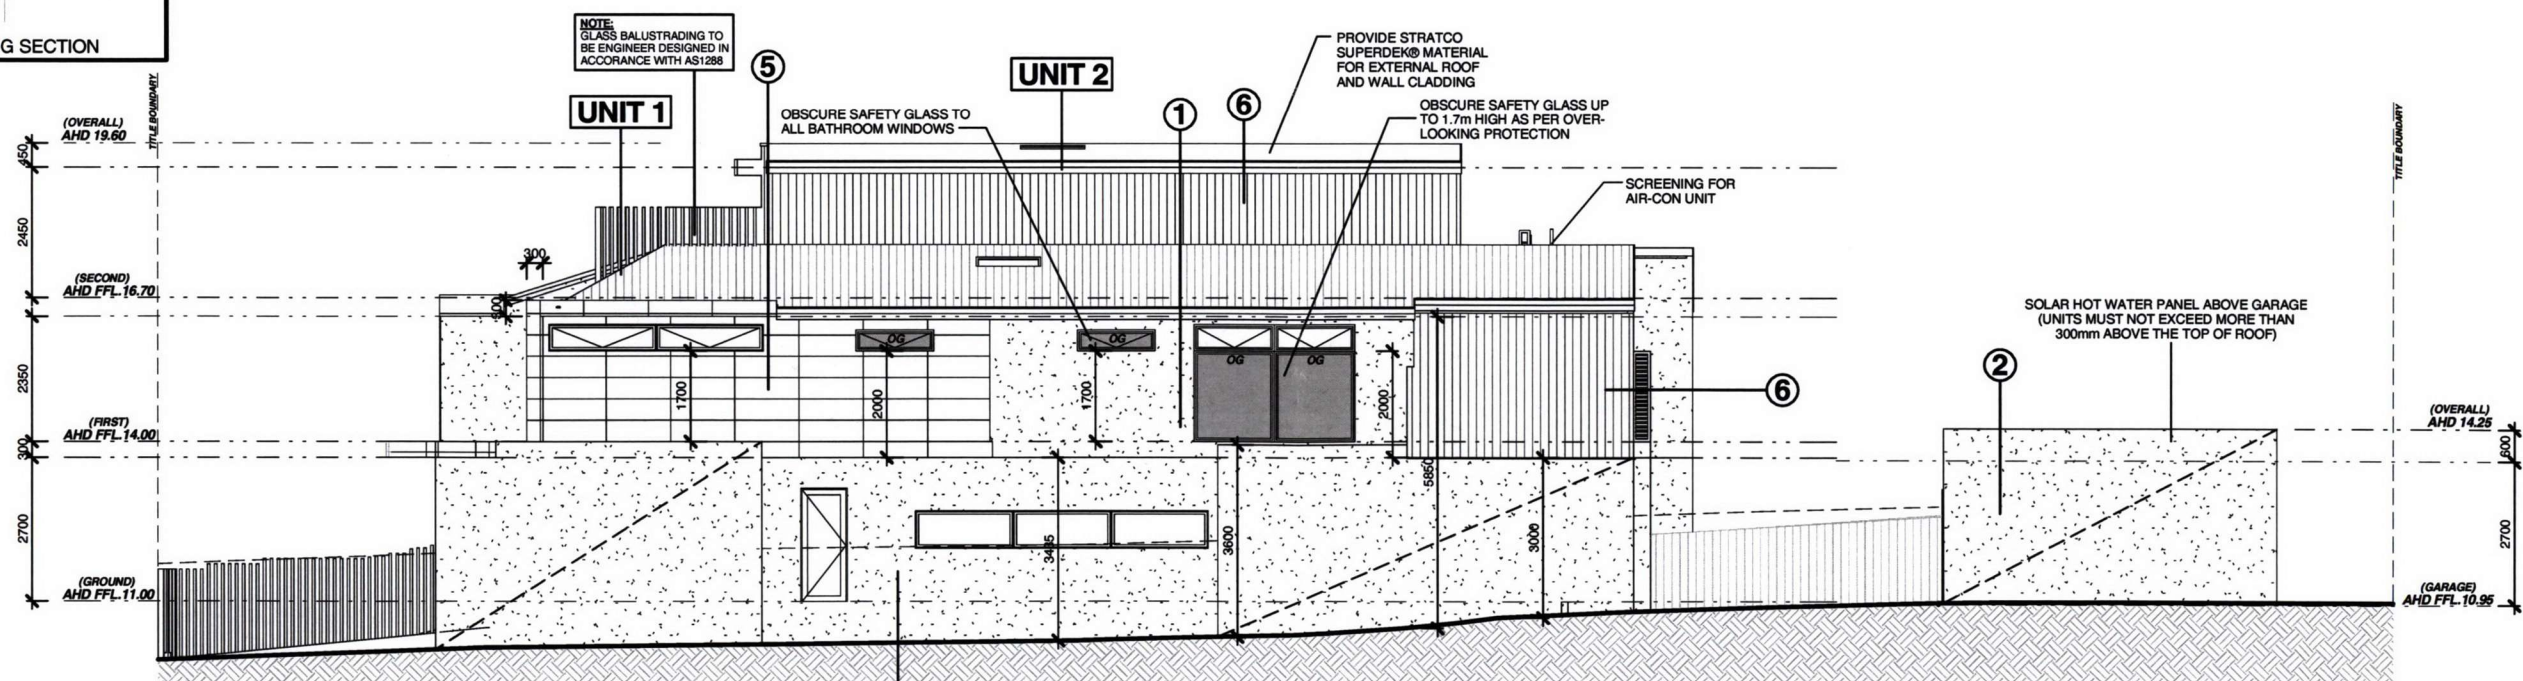 G SECTION
NOTE:
GLASS BALUSTRADING TO
BE ENGINEER DESIGNED IN
ACCORANCE WITH AS1288
5
UNIT 1
UNIT 2
OBSCURE SAFETY GLASS TO
ALL BATHROOM WINDOWS
1
6
PROVIDE STRATCO
SUPERDEK® MATERIAL
FOR EXTERNAL ROOF
AND WALL CLADDING
OBSCURE SAFETY GLASS UP
TO 1.7m HIGH AS PER OVER-
LOOKING PROTECTION
SCREENING FOR
AIR-CON UNIT
TITLE BOUNDARY
TITLE BOUNDARY
(OVERALL)
AHD 19.60
450
2450
(SECOND)
AHD FFL.16.70
300
2350
(FIRST)
AHD FFL.14.00
300
2700
(GROUND)
AHD FFL.11.00
OG
OG
OG
OG
1700
2000
1700
2000
5850
3435
3600
3000
6
SOLAR HOT WATER PANEL ABOVE GARAGE
(UNITS MUST NOT EXCEED MORE THAN
300mm ABOVE THE TOP OF ROOF)
2
(OVERALL)
AHD 14.25
600
2700
(GARAGE)
AHD FFL.10.95